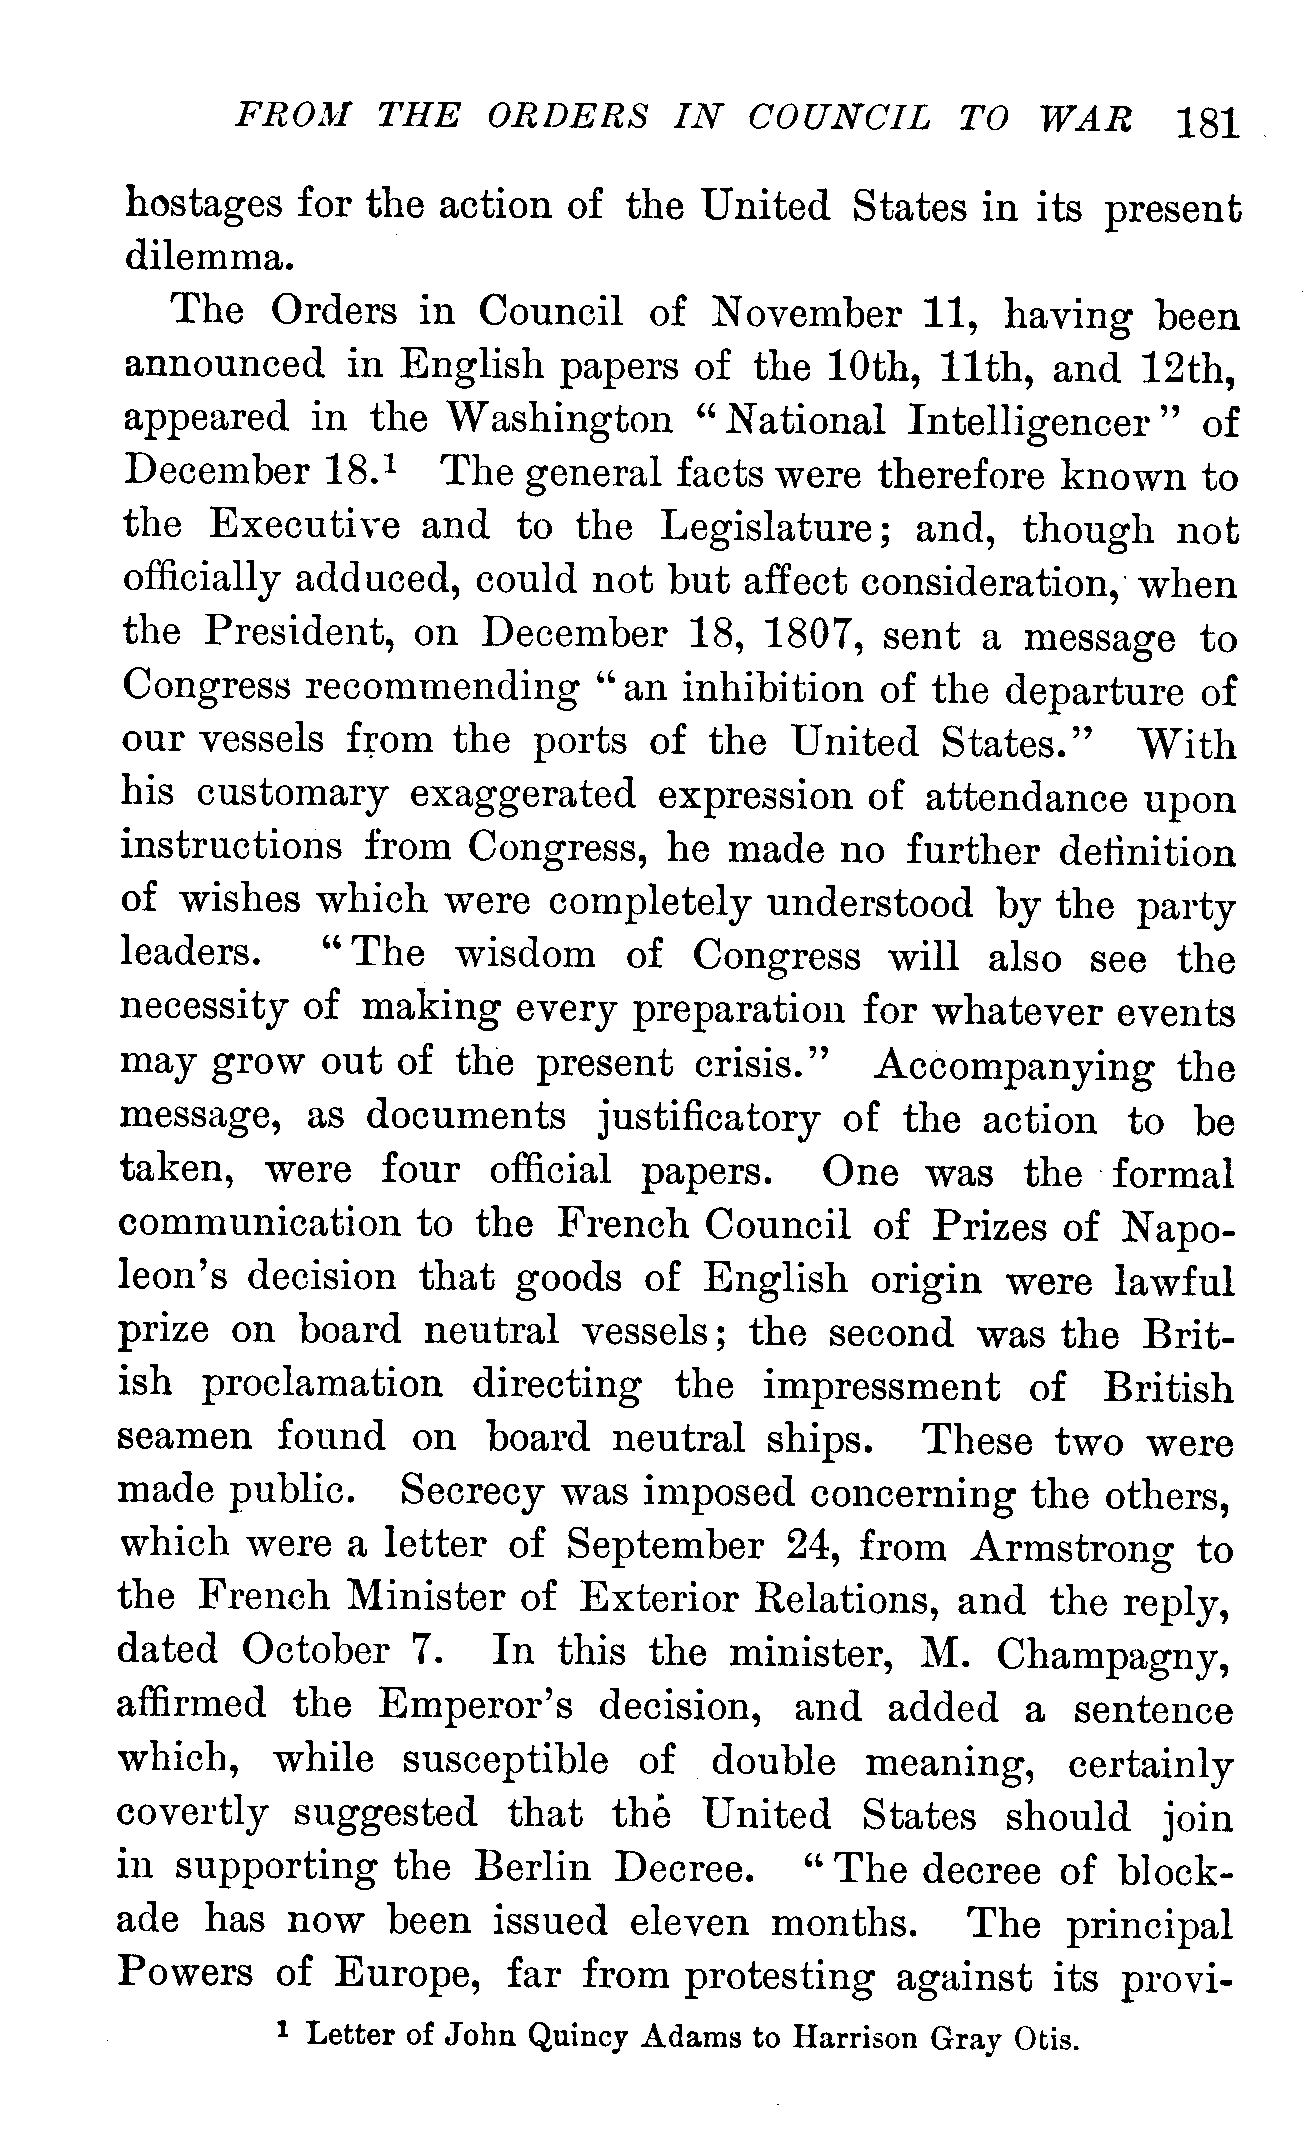 FROM THE ORDERS IN COUNCIL TO WAR 181
hostages for the action of the United States in its present
dilemma.
The Orders in Council of November 11, having been
announced in English papers of the 10th, 11th, and 12th,
appeared in the Washington “National Intelligencer” of
December 18.¹ The general facts were therefore known to
the Executive and to the Legislature; and, though not
officially adduced, could not but affect consideration, when
the President, on December 18, 1807, sent a message to
Congress recommending “an inhibition of the departure of
our vessels from the ports of the United States.” With
his customary exaggerated expression of attendance upon
instructions from Congress, he made no further definition
of wishes which were completely understood by the party
leaders. “The wisdom of Congress will also see the
necessity of making every preparation for whatever events
may grow out of the present crisis.” Accompanying the
message, as documents justificatory of the action to be
taken, were four official papers. One was the formal
communication to the French Council of Prizes of Napo-
leon’s decision that goods of English origin were lawful
prize on board neutral vessels; the second was the Brit-
ish proclamation directing the impressment of British
seamen found on board neutral ships. These two were
made public. Secrecy was imposed concerning the others,
which were a letter of September 24, from Armstrong to
the French Minister of Exterior Relations, and the reply,
dated October 7. In this the minister, M. Champagny,
affirmed the Emperor’s decision, and added a sentence
which, while susceptible of double meaning, certainly
covertly suggested that the United States should join
in supporting the Berlin Decree. “The decree of block-
ade has now been issued eleven months. The principal
Powers of Europe, far from protesting against its provi-
¹ Letter of John Quincy Adams to Harrison Gray Otis.